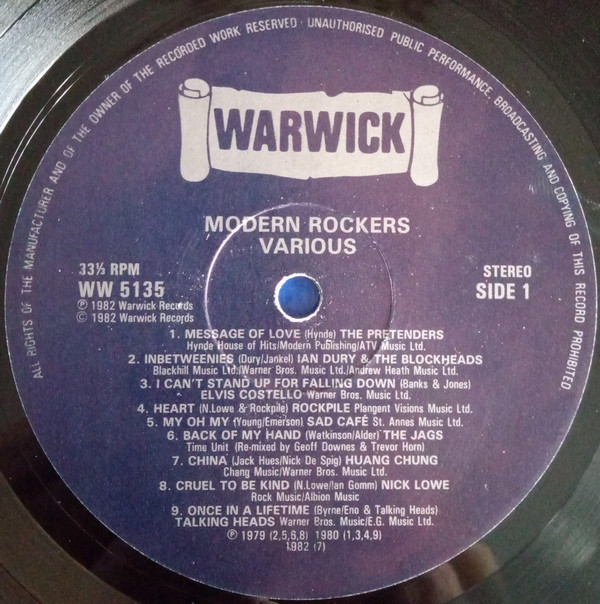 ALL RIGHTS OF THE MANUFACTURER AND OF THE OWNER OF THE RECORDED WORK RESERVED · UNAUTHORISED PUBLIC PERFORMANCE, BROADCASTING AND COPYING OF THIS RECORD PROHIBITED
WARWICK
MODERN ROCKERS
VARIOUS
33⅓ RPM
WW 5135
℗ 1982 Warwick Records
© 1982 Warwick Records
STEREO
SIDE 1
1. MESSAGE OF LOVE (Hynde) THE PRETENDERS
Hynde House of Hits/Modern Publishing/ATV Music Ltd.
2. INBETWEENIES (Dury/Jankel) IAN DURY & THE BLOCKHEADS
Blackhill Music Ltd./Warner Bros. Music Ltd./Andrew Heath Music Ltd.
3. I CAN'T STAND UP FOR FALLING DOWN (Banks & Jones)
ELVIS COSTELLO Warner Bros. Music Ltd.
4. HEART (N.Lowe & Rockpile) ROCKPILE Plangent Visions Music Ltd.
5. MY OH MY (Young/Emerson) SAD CAFÉ St. Annes Music Ltd.
6. BACK OF MY HAND (Watkinson/Alder) THE JAGS
Time Unit (Re-mixed by Geoff Downes & Trevor Horn)
7. CHINA (Jack Hues/Nick De Spig) HUANG CHUNG
Chang Music/Warner Bros. Music Ltd.
8. CRUEL TO BE KIND (N.Lowe/Ian Gomm) NICK LOWE
Rock Music/Albion Music
9. ONCE IN A LIFETIME (Byrne/Eno & Talking Heads)
TALKING HEADS Warner Bros. Music/E.G. Music Ltd.
℗ 1979 (2,5,6,8) 1980 (1,3,4,9)
1982 (7)